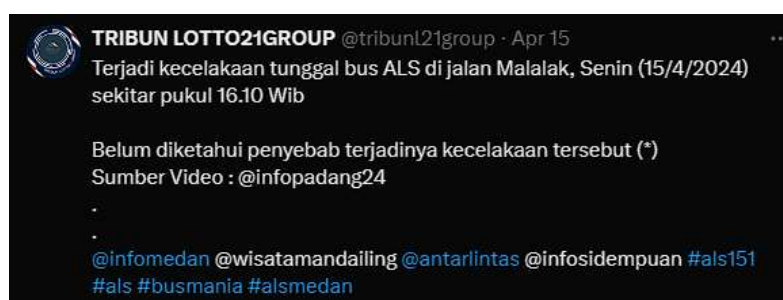 TRIBUN LOTTO21GROUP @tribunl21group · Apr 15
Terjadi kecelakaan tunggal bus ALS di jalan Malalak, Senin (15/4/2024)
sekitar pukul 16.10 Wib
Belum diketahui penyebab terjadinya kecelakaan tersebut (*)
Sumber Video : @infopadang24
.
.
@infomedan @wisatamandailing @antarlintas @infosidempuan #als151
#als #busmania #alsmedan